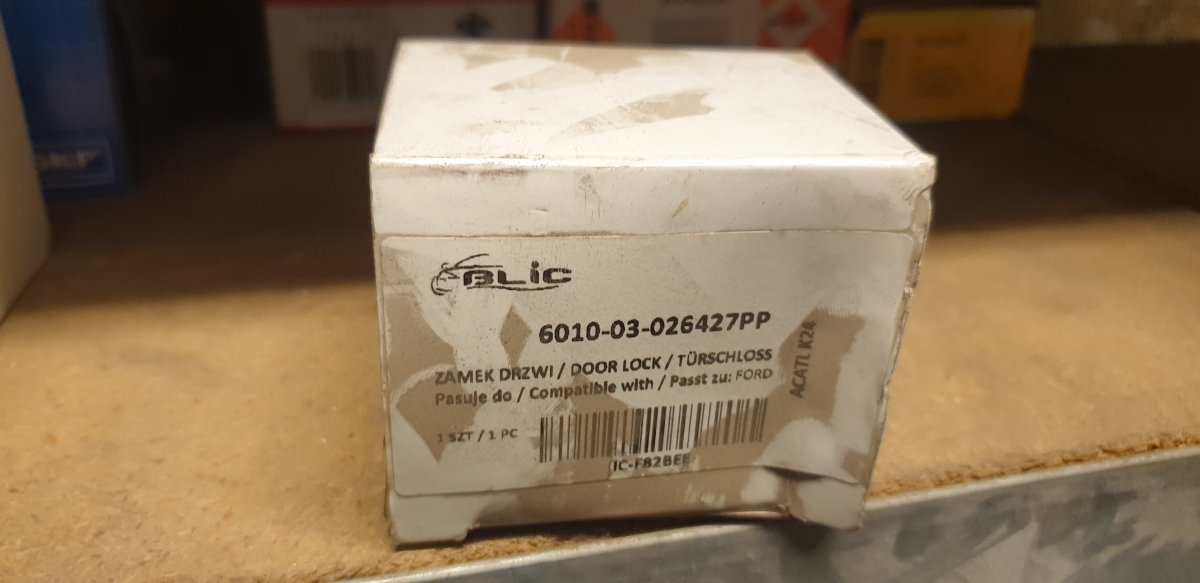 SKF
BLIC
6010-03-026427PP
ZAMEK DRZWI / DOOR LOCK / TÜRSCHLOSS
Pasuje do / Compatible with / Passt zu: FORD
1 SZT / 1 PC
IC-F82BEE
ACATL K24